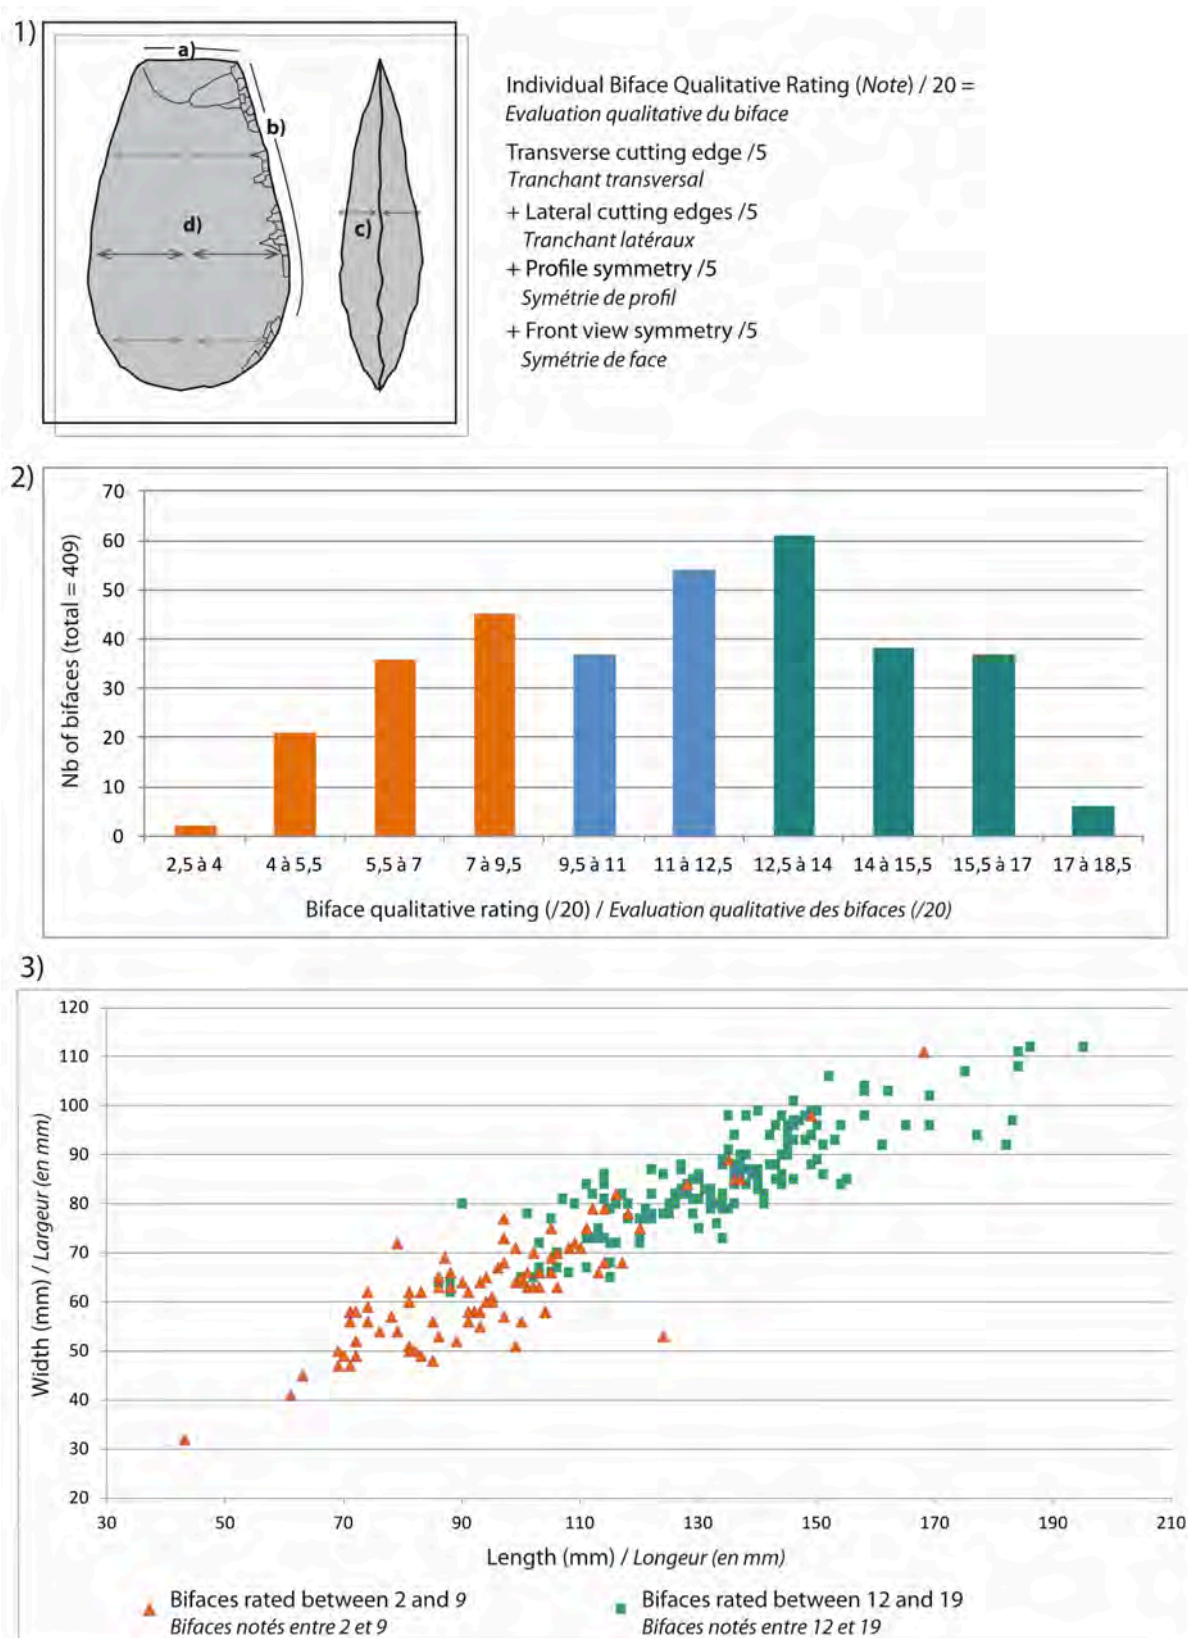 1)
a)
b)
c)
d)
Individual Biface Qualitative Rating (Note) / 20 =
Evaluation qualitative du biface
Transverse cutting edge /5
Tranchant transversal
+ Lateral cutting edges /5
Tranchant latéraux
+ Profile symmetry /5
Symétrie de profil
+ Front view symmetry /5
Symétrie de face
2)
Nb of bifaces (total = 409)
70
60
50
40
30
20
10
0
2,5 à 4 4 à 5,5 5,5 à 7 7 à 9,5 9,5 à 11 11 à 12,5 12,5 à 14 14 à 15,5 15,5 à 17 17 à 18,5
Biface qualitative rating (/20) / Evaluation qualitative des bifaces (/20)
3)
Width (mm) / Largeur (en mm)
120
110
100
90
80
70
60
50
40
30
20
30 50 70 90 110 130 150 170 190 210
Length (mm) / Longeur (en mm)
Bifaces rated between 2 and 9
Bifaces notés entre 2 et 9
Bifaces rated between 12 and 19
Bifaces notés entre 12 et 19